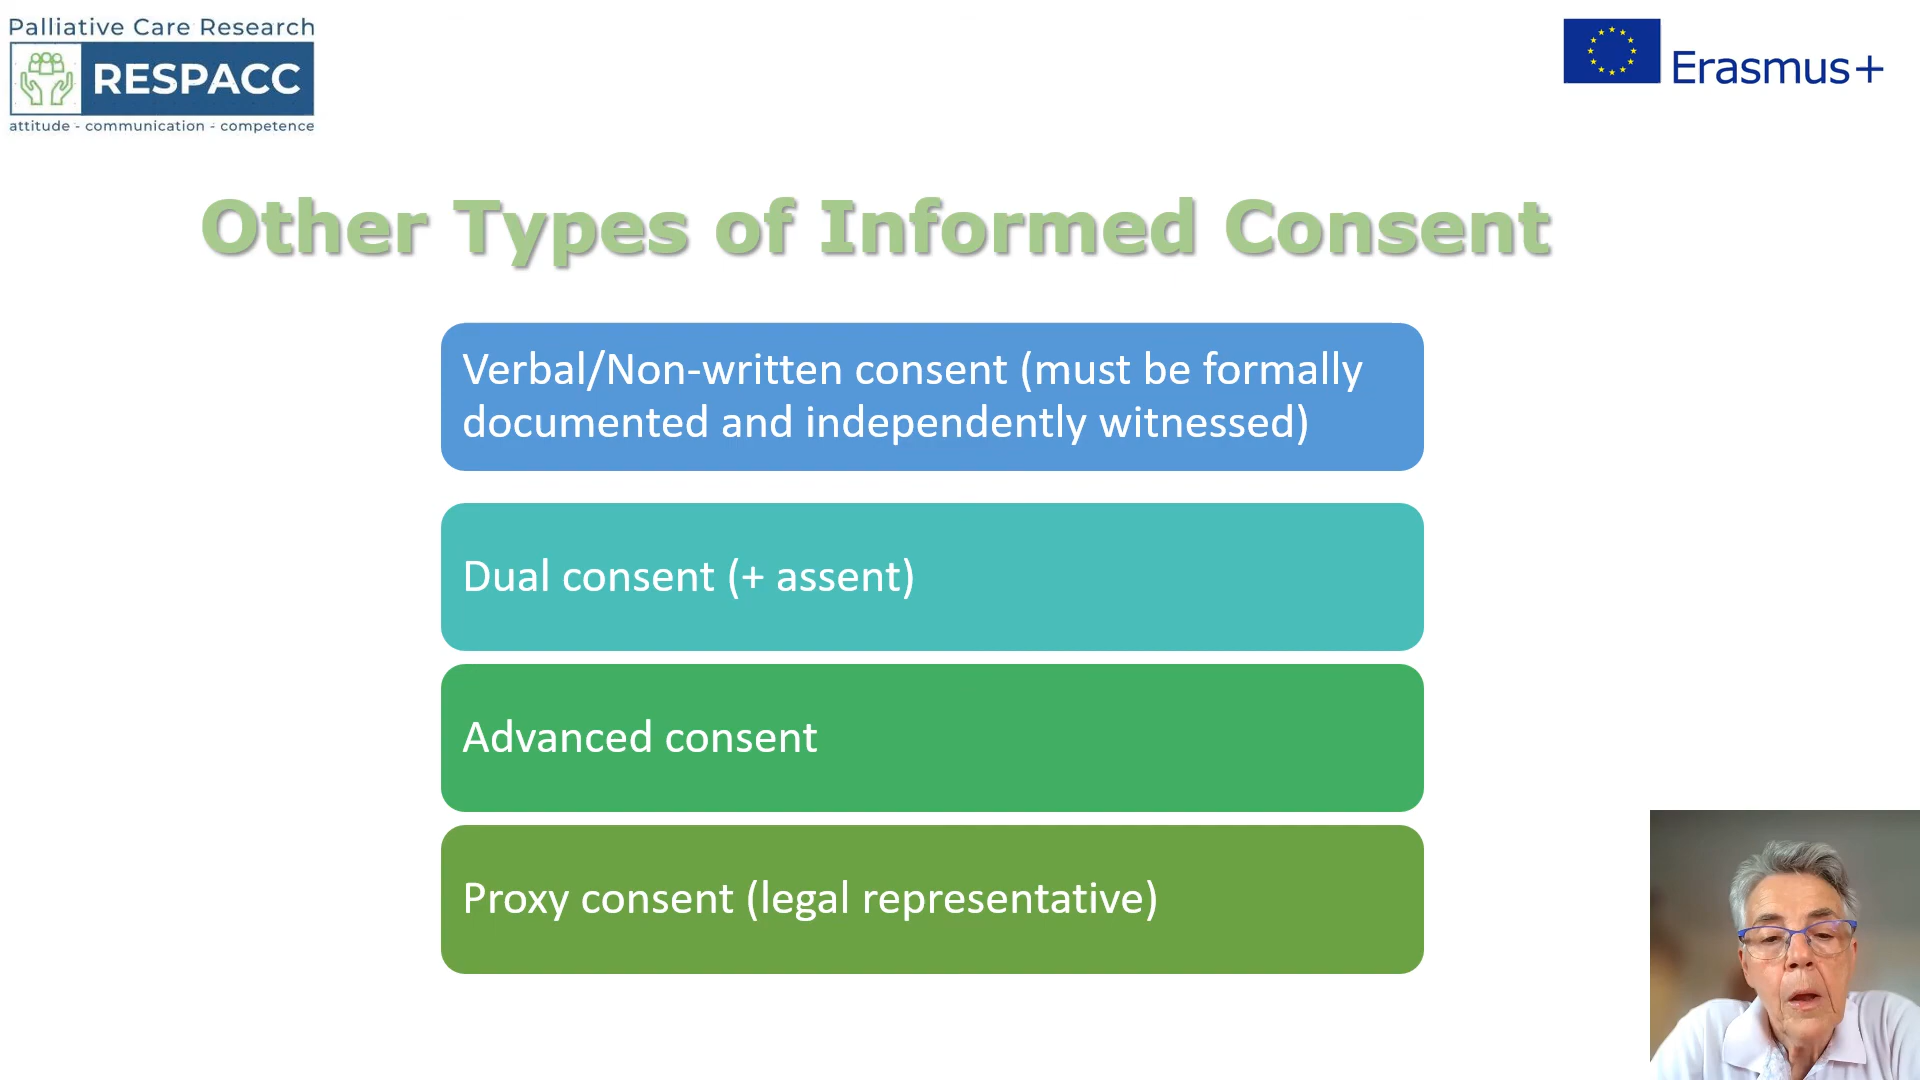 Palliative Care Research
RESPACC
attitude - communication - competence
Erasmus+
Other Types of Informed Consent
Verbal/Non-written consent (must be formally
documented and independently witnessed)
Dual consent (+ assent)
Advanced consent
Proxy consent (legal representative)